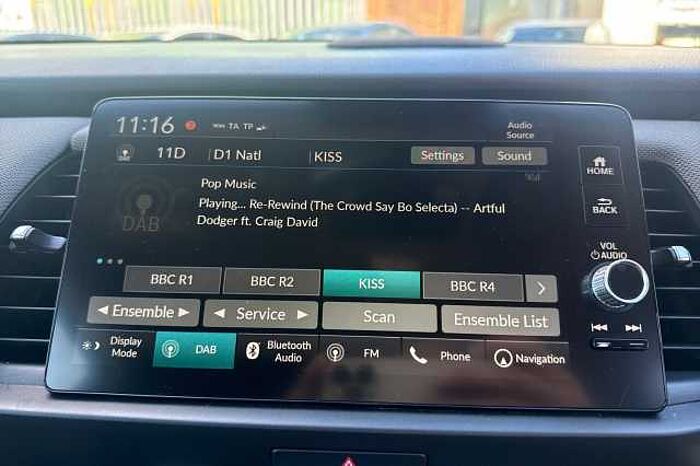 11:16 TA TP Audio Source
11D D1 Natl KISS Settings Sound
HOME
Pop Music
Playing... Re-Rewind (The Crowd Say Bo Selecta) -- Artful
Dodger ft. Craig David
DAB
BACK
VOL
AUDIO
BBC R1 BBC R2 KISS BBC R4
Ensemble Service Scan Ensemble List
Display Mode DAB Bluetooth Audio FM Phone Navigation